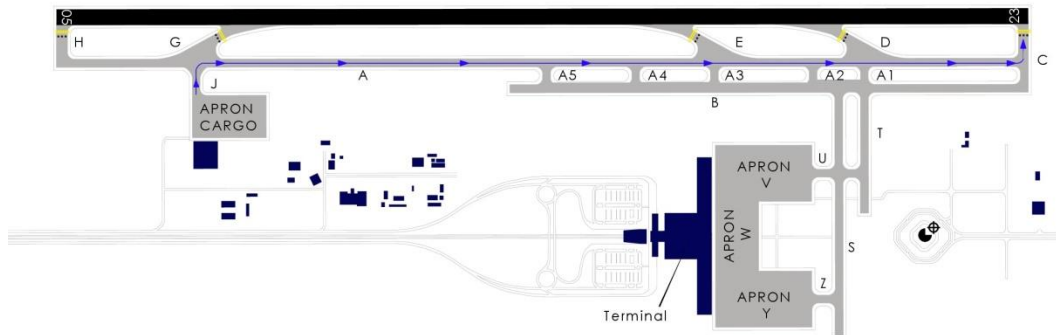 05
23
H
G
E
D
C
J
A
A5
A4
A3
A2
A1
B
APRON
CARGO
T
U
APRON
V
APRON
W
S
Z
APRON
Y
Terminal